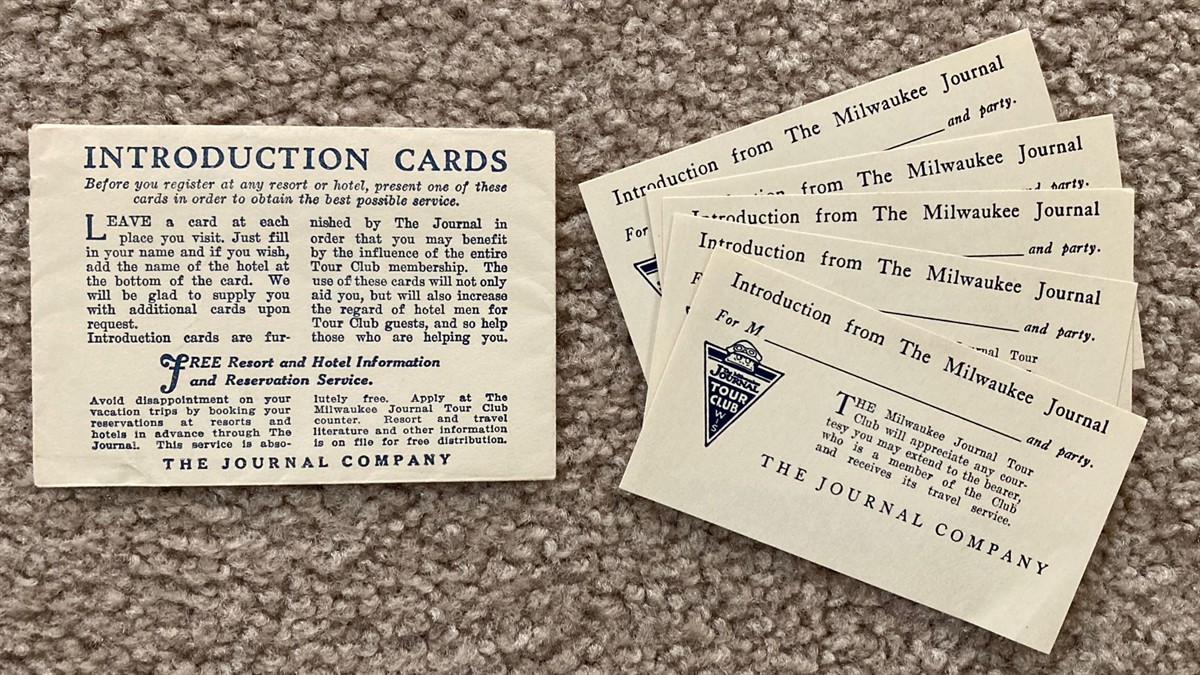 INTRODUCTION CARDS
Before you register at any resort or hotel, present one of these
cards in order to obtain the best possible service.
LEAVE a card at each
place you visit. Just fill
in your name and if you wish,
add the name of the hotel at
the bottom of the card. We
will be glad to supply you
with additional cards upon
request.
Introduction cards are fur-
nished by The Journal in
order that you may benefit
by the influence of the entire
Tour Club membership. The
use of these cards will not only
aid you, but will also increase
the regard of hotel men for
Tour Club guests, and so help
those who are helping you.
FREE Resort and Hotel Information
and Reservation Service.
Avoid disappointment on your
vacation trips by booking your
reservations at resorts and
hotels in advance through The
Journal. This service is abso-
lutely free. Apply at The
Milwaukee Journal Tour Club
counter. Resort and travel
literature and other information
is on file for free distribution.
THE JOURNAL COMPANY
Introduction from The Milwaukee Journal
and party.
For
from The Milwaukee Journal
party.
Introduction from The Milwaukee Journal
and party.
Introduction from The Milwaukee Journal
and party.
Tour
Introduction from The Milwaukee Journal
For M
and party.
JOURNAL
TOUR
CLUB
W
S
THE Milwaukee Journal Tour
Club will appreciate any cour-
tesy you may extend to the bearer,
who is a member of the Club
and receives its travel service.
THE JOURNAL COMPANY